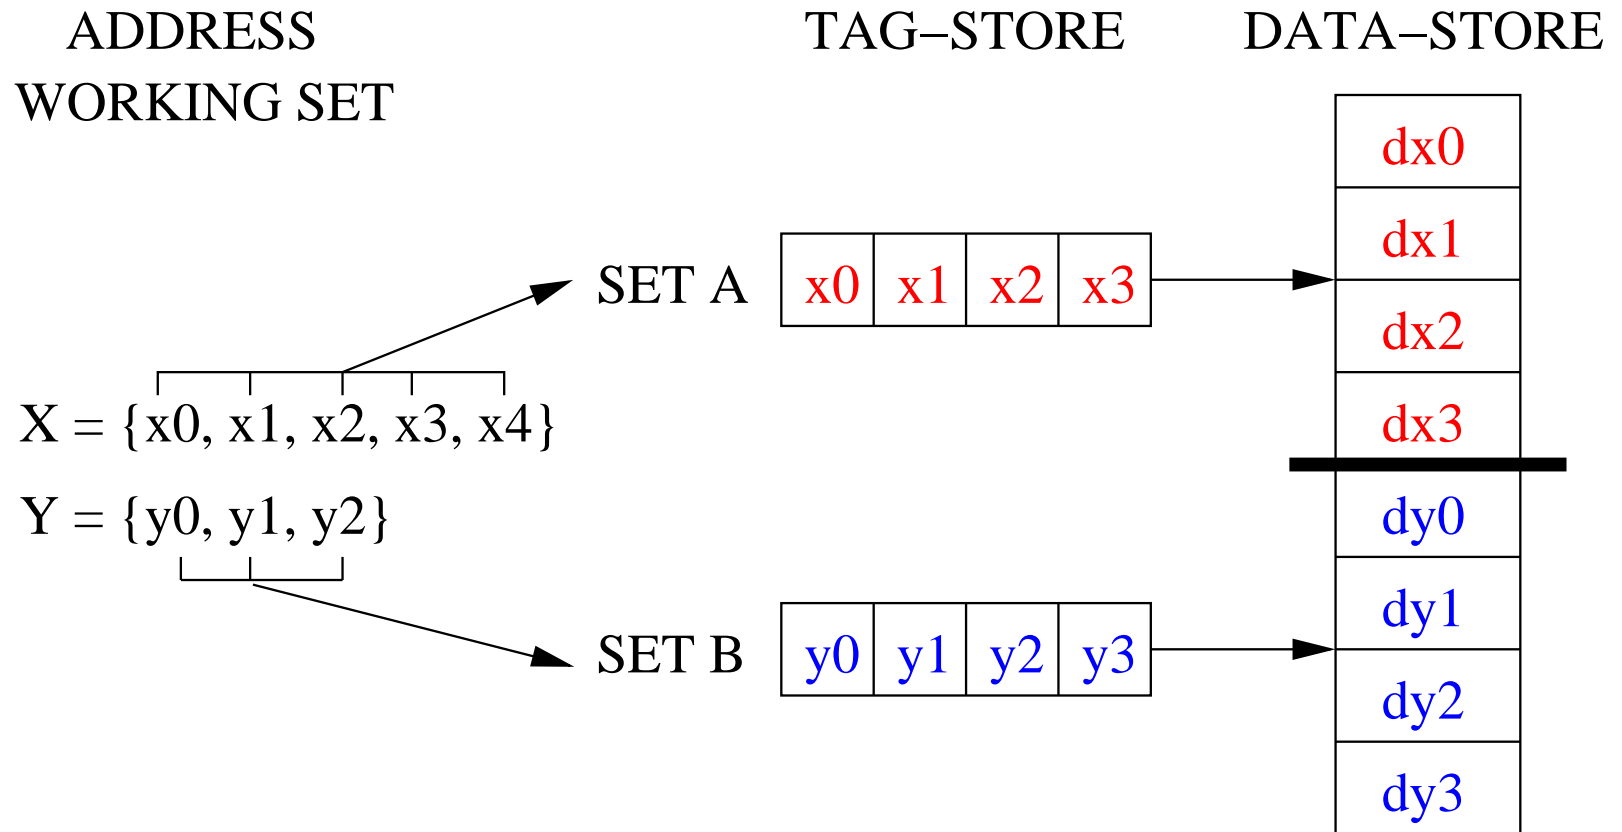 ADDRESS
WORKING SET
TAG–STORE
DATA–STORE
X = {x0, x1, x2, x3, x4}
Y = {y0, y1, y2}
SET A
x0 x1 x2 x3
SET B
y0 y1 y2 y3
dx0
dx1
dx2
dx3
dy0
dy1
dy2
dy3